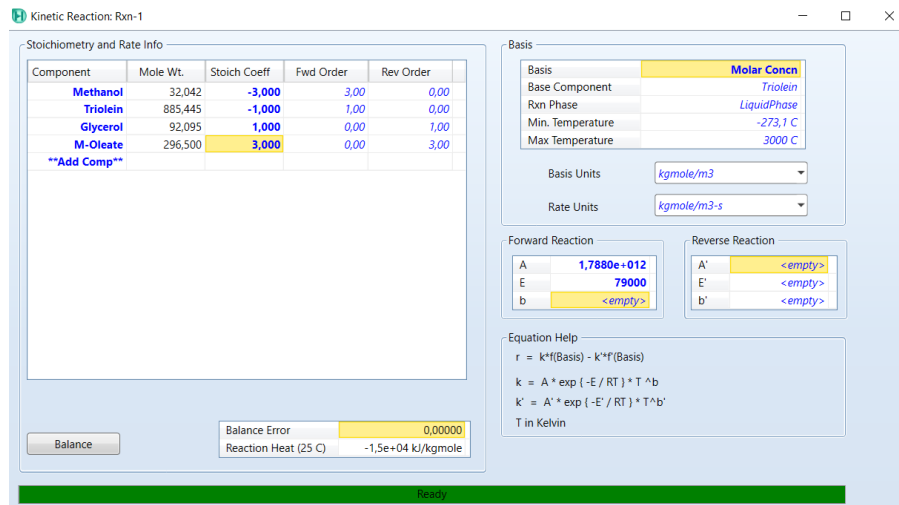 Kinetic Reaction: Rxn-1
Stoichiometry and Rate Info
Component Mole Wt. Stoich Coeff Fwd Order Rev Order
Methanol 32,042 -3,000 3,00 0,00
Triolein 885,445 -1,000 1,00 0,00
Glycerol 92,095 1,000 0,00 1,00
M-Oleate 296,500 3,000 0,00 3,00
**Add Comp**
Balance
Balance Error 0,00000
Reaction Heat (25 C) -1,5e+04 kJ/kgmole
Basis
Basis Molar Concn
Base Component Triolein
Rxn Phase LiquidPhase
Min. Temperature -273,1 C
Max Temperature 3000 C
Basis Units kgmole/m3
Rate Units kgmole/m3-s
Forward Reaction
A 1,7880e+012
E 79000
b <empty>
Reverse Reaction
A' <empty>
E' <empty>
b' <empty>
Equation Help
r = k*f(Basis) - k'*f'(Basis)
k = A * exp { -E / RT } * T ^b
k' = A' * exp { -E' / RT } * T^b'
T in Kelvin
Ready